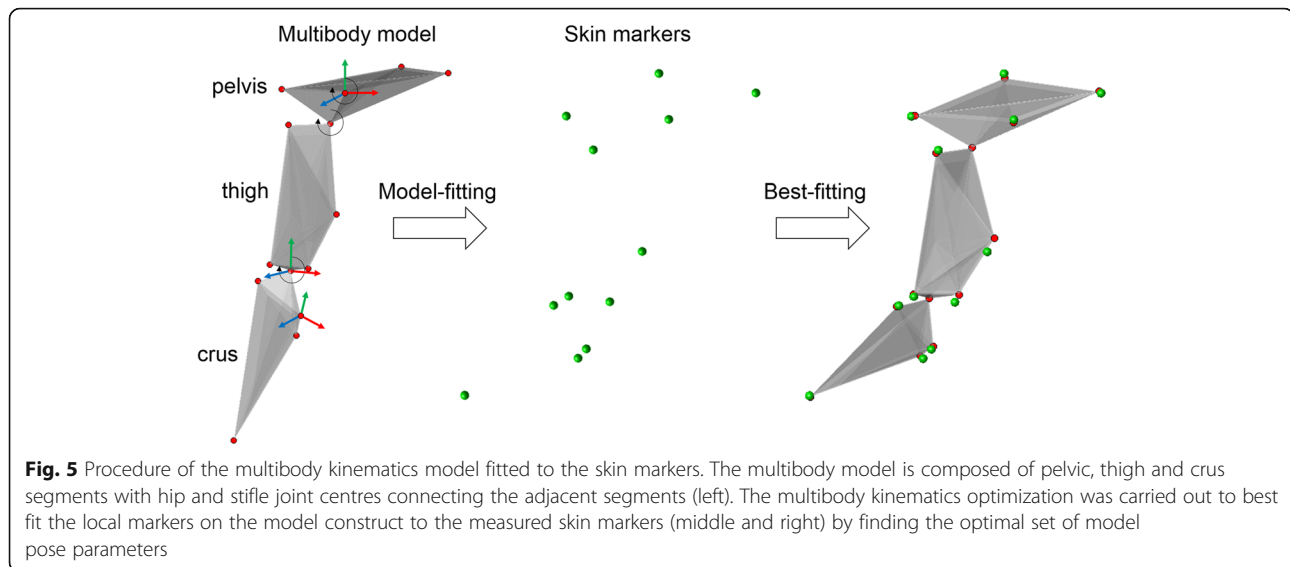 Multibody model
Skin markers
pelvis
thigh
Model-fitting
Best-fitting
crus
Fig. 5 Procedure of the multibody kinematics model fitted to the skin markers. The multibody model is composed of pelvic, thigh and crus
segments with hip and stifle joint centres connecting the adjacent segments (left). The multibody kinematics optimization was carried out to best
fit the local markers on the model construct to the measured skin markers (middle and right) by finding the optimal set of model
pose parameters